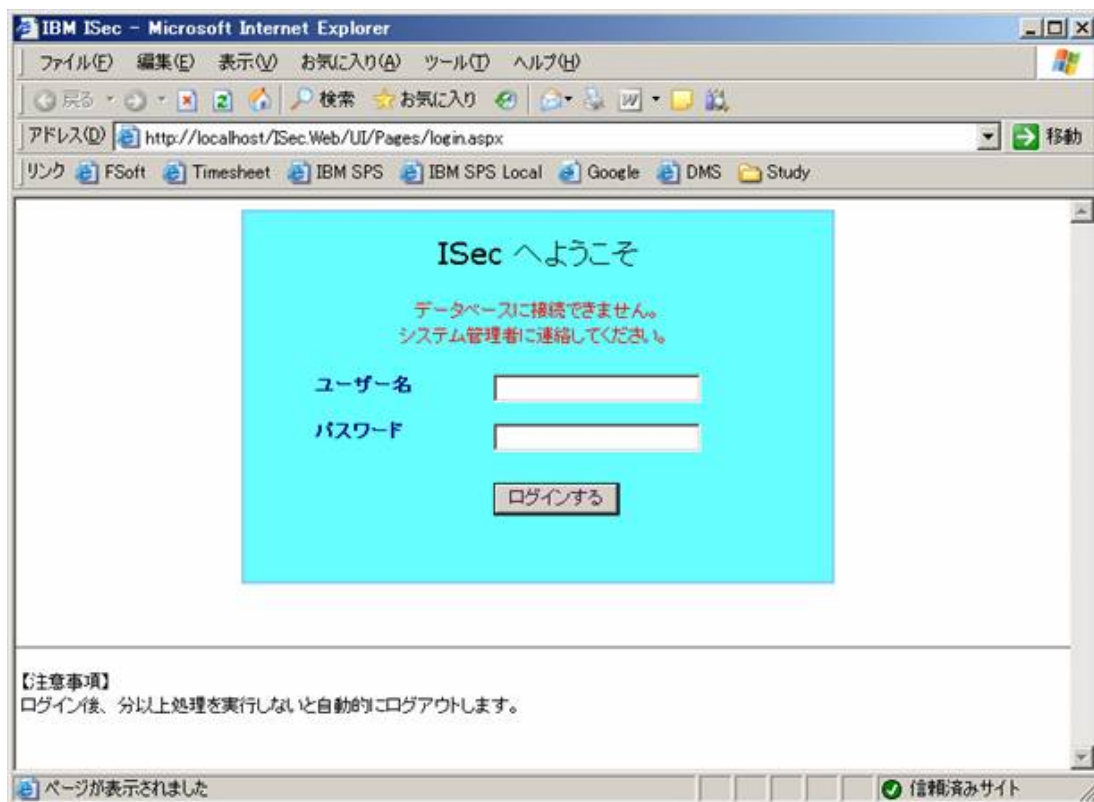 IBM ISec - Microsoft Internet Explorer
ファイル(F) 編集(E) 表示(V) お気に入り(A) ツール(T) ヘルプ(H)
戻る 検索 お気に入り
アドレス(D) http://localhost/ISec.Web/UI/Pages/login.aspx 移動
リンク FSoft Timesheet IBM SPS IBM SPS Local Google DMS Study
ISec へようこそ
データベースに接続できません。
システム管理者に連絡してください。
ユーザー名
パスワード
ログインする
【注意事項】
ログイン後、分以上処理を実行しないと自動的にログアウトします。
ページが表示されました 信頼済みサイト